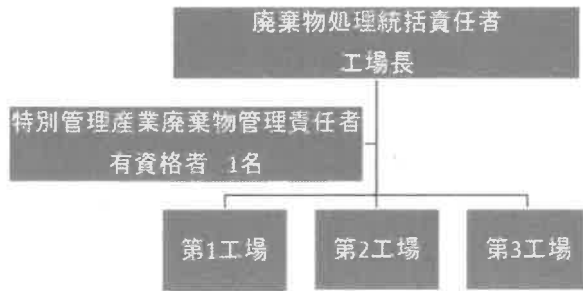 廃棄物処理統括責任者
工場長
特別管理産業廃棄物管理責任者
有資格者 1名
第1工場
第2工場
第3工場